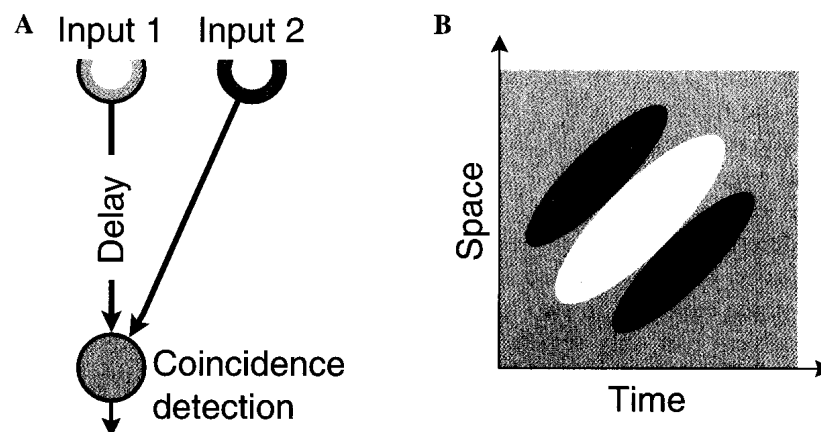 A
Input 1
Input 2
Delay
Coincidence
detection
B
Space
Time